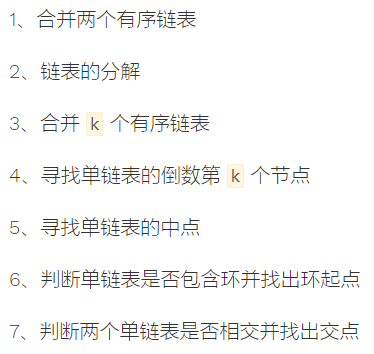 1、合并两个有序链表
2、链表的分解
3、合并 k 个有序链表
4、寻找单链表的倒数第 k 个节点
5、寻找单链表的中点
6、判断单链表是否包含环并找出环起点
7、判断两个单链表是否相交并找出交点